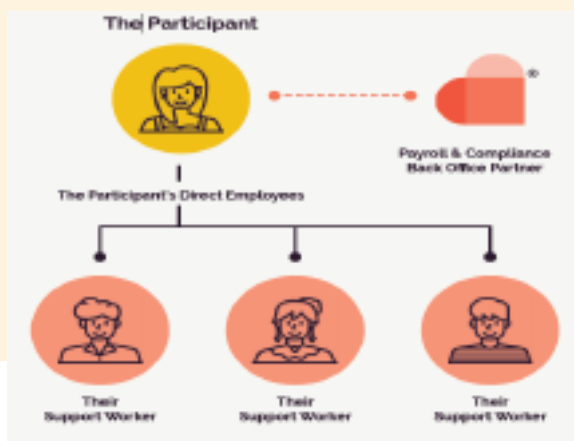 The Participant
®
Payroll & Compliance
Back Office Partner
The Participant's Direct Employees
Their
Support Worker
Their
Support Worker
Their
Support Worker